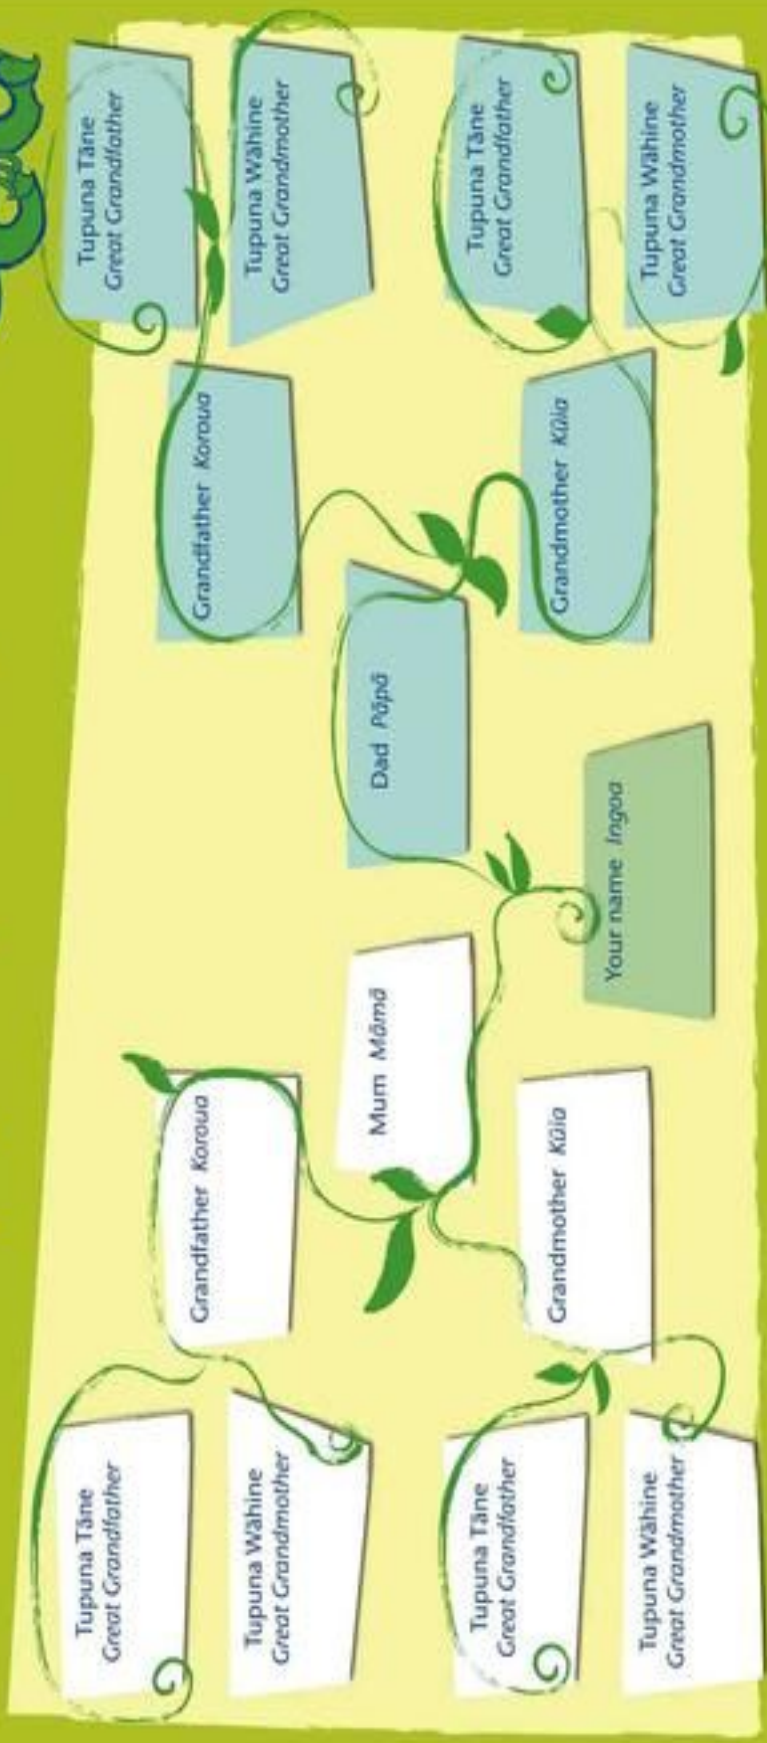 Tupuna Tāne
Great Grandfather
Tupuna Tāne
Great Grandfather
Grandfather Koroua
Grandfather Koroua
Tupuna Wāhine
Great Grandmother
Tupuna Wāhine
Great Grandmother
Mum Māmā
Dad Pāpā
Tupuna Tāne
Great Grandfather
Tupuna Tāne
Great Grandfather
Grandmother Kūia
Grandmother Kūia
Your name Ingoa
Tupuna Wāhine
Great Grandmother
Tupuna Wāhine
Great Grandmother